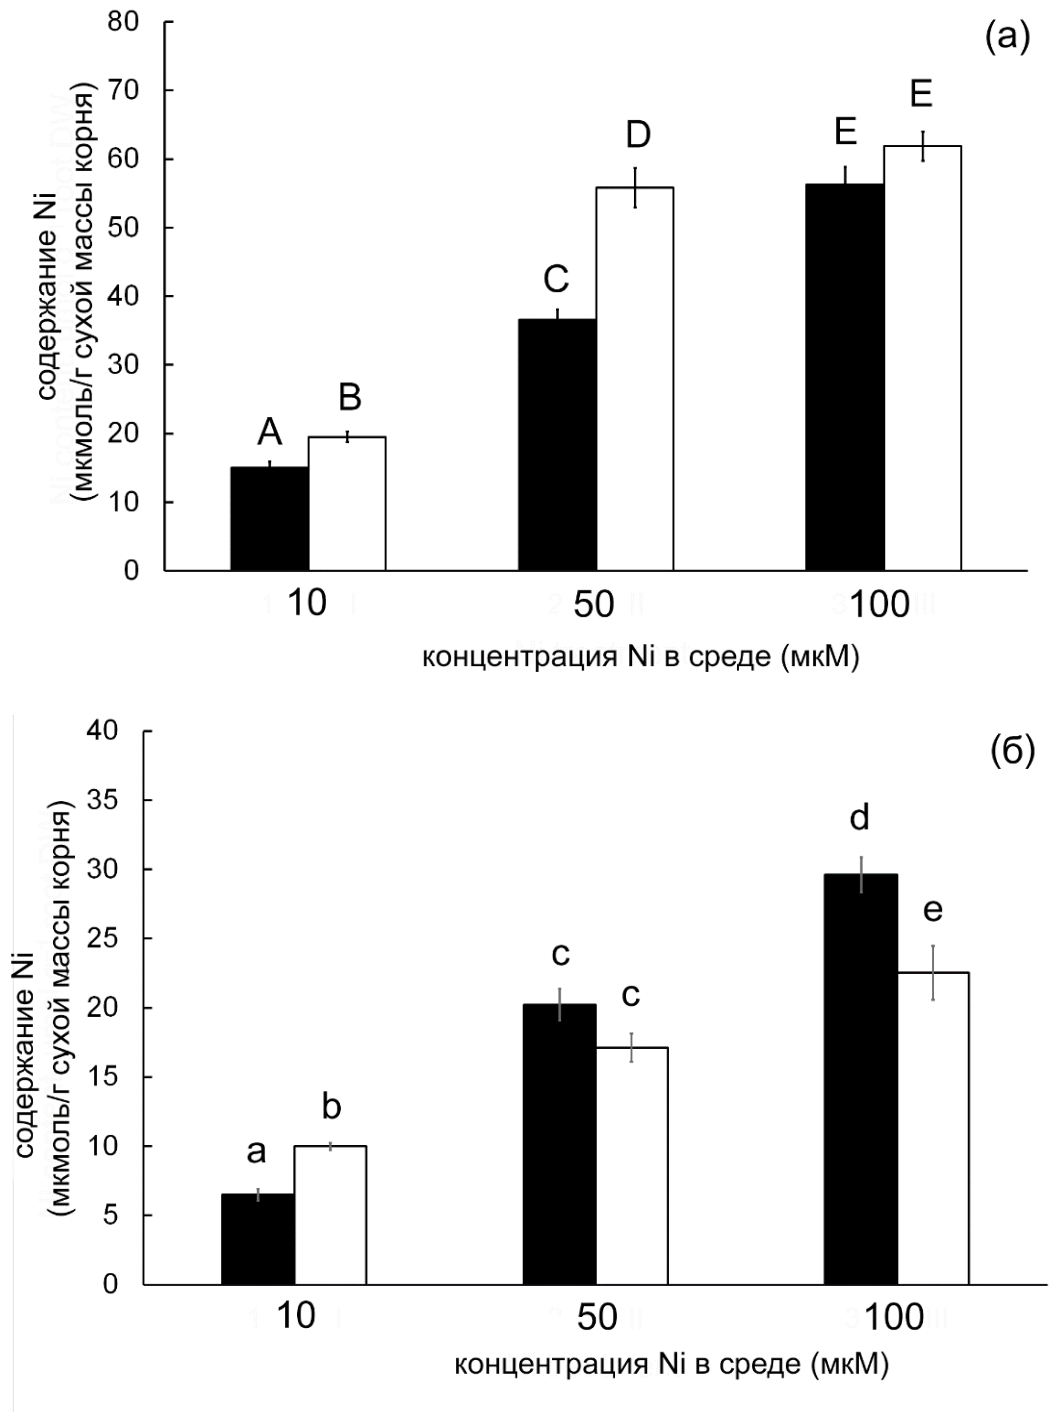 (а)
содержание Ni
(мкмоль/г сухой массы корня)
80
70
60
50
40
30
20
10
0
A
B
C
D
E
E
10
50
100
концентрация Ni в среде (мкМ)
(б)
содержание Ni
(мкмоль/г сухой массы корня)
40
35
30
25
20
15
10
5
0
a
b
c
c
d
e
10
50
100
концентрация Ni в среде (мкМ)